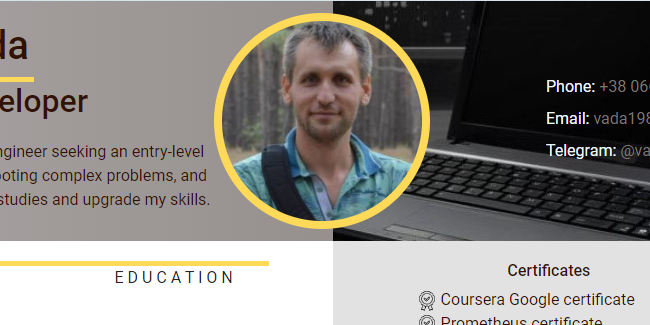 da
eloper
ngineer seeking an entry-level
ooting complex problems, and
studies and upgrade my skills.
Phone: +38 06
Email: vada198
Telegram: @va
EDUCATION
Certificates
Coursera Google certificate
Prometheus certificate